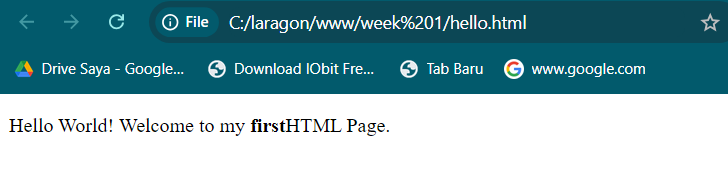 File C:/laragon/www/week%201/hello.html
Drive Saya - Google... Download IObit Fre... Tab Baru www.google.com
Hello World! Welcome to my firstHTML Page.